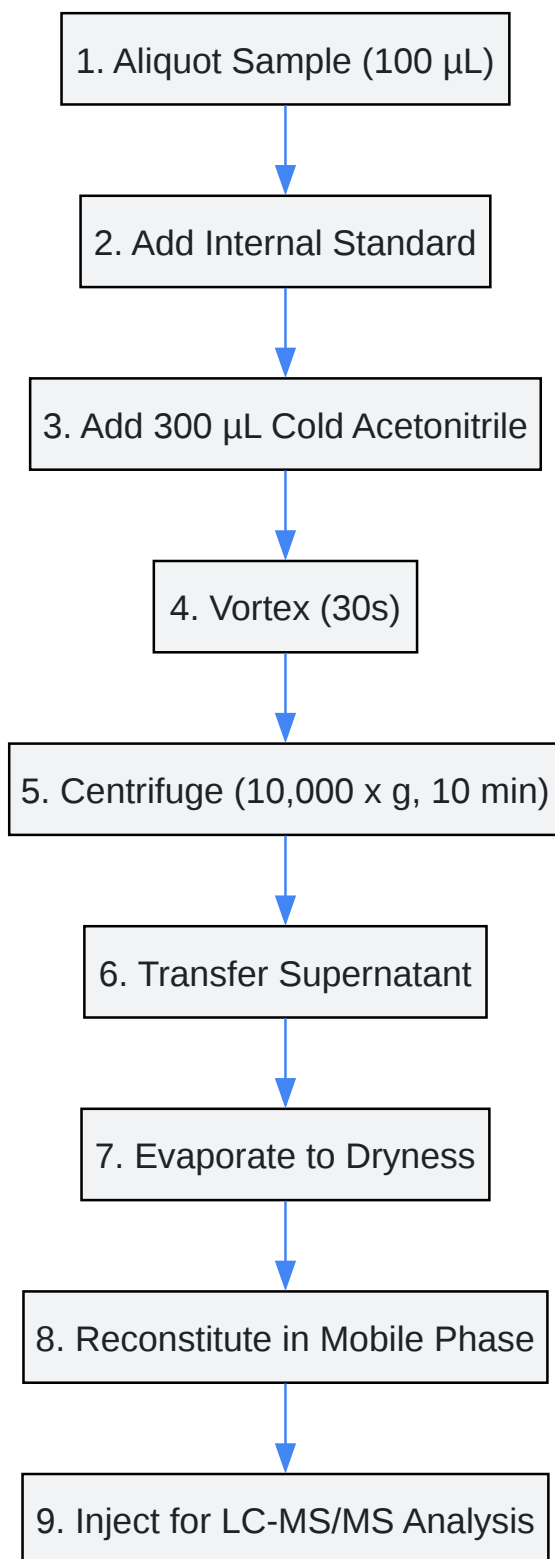 1. Aliquot Sample (100 µL)
2. Add Internal Standard
3. Add 300 µL Cold Acetonitrile
4. Vortex (30s)
5. Centrifuge (10,000 x g, 10 min)
6. Transfer Supernatant
7. Evaporate to Dryness
8. Reconstitute in Mobile Phase
9. Inject for LC-MS/MS Analysis